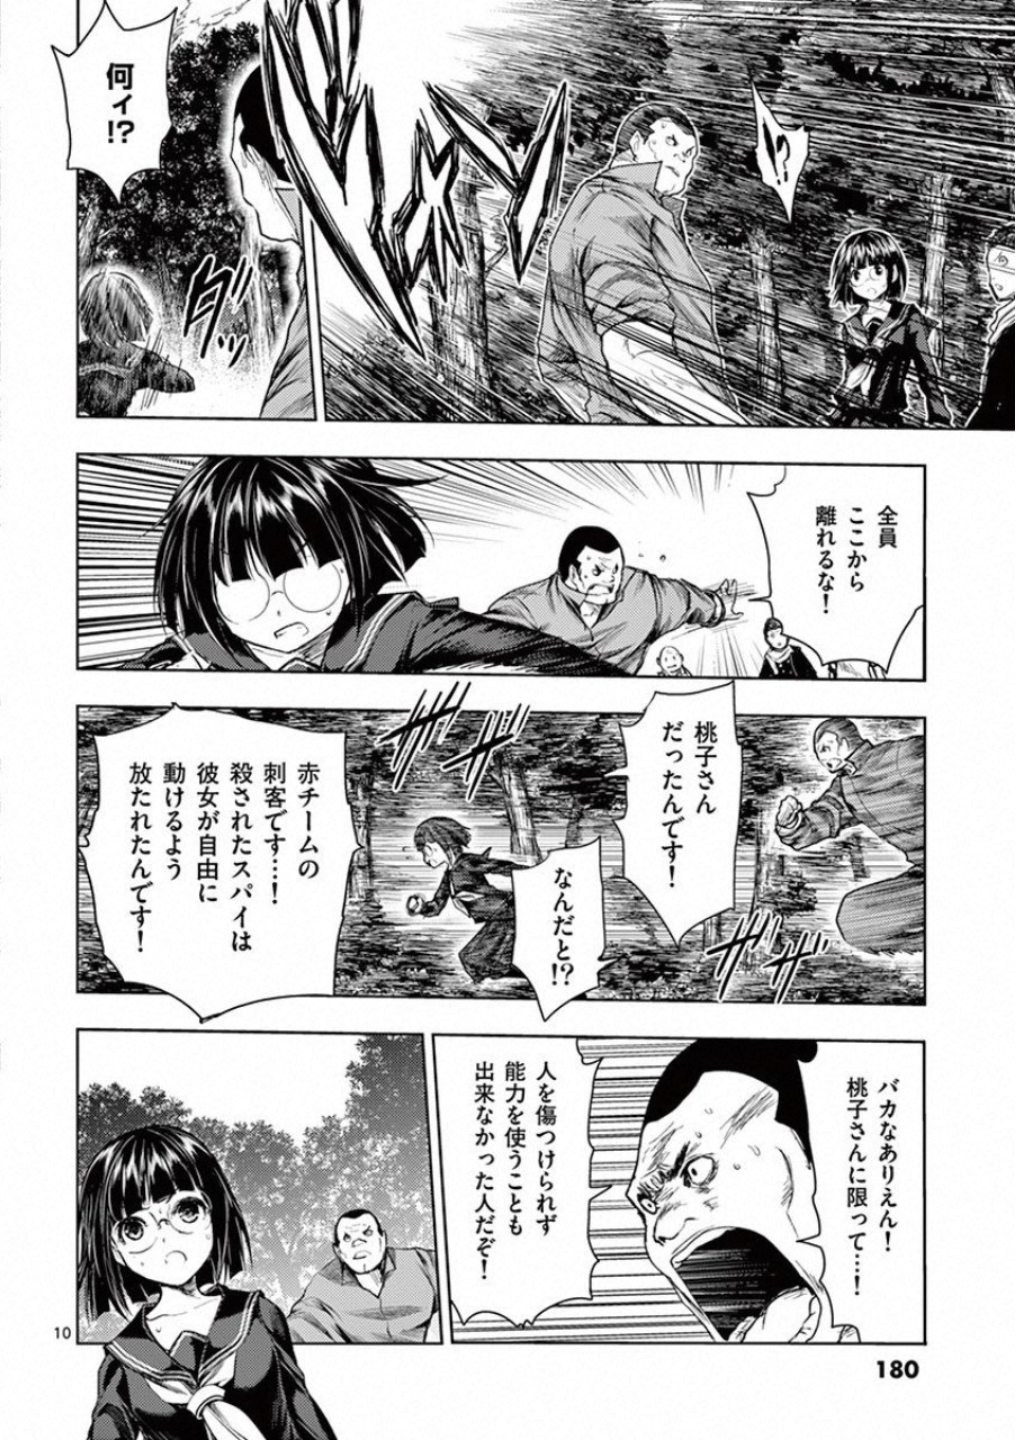 何ィ!?
ダッ
全員
ここから
離れるな！
桃子さん
だったんです！
ザザザ
なんだと!?
ザザザ
赤チームの
刺客です…！
殺されたスパイは
彼女が自由に
動けるよう
放たれたんです！
バカなありえん！
桃子さんに限って…！
人を傷つけられず
能力を使うことも
出来なかった人だぞ！
10
180